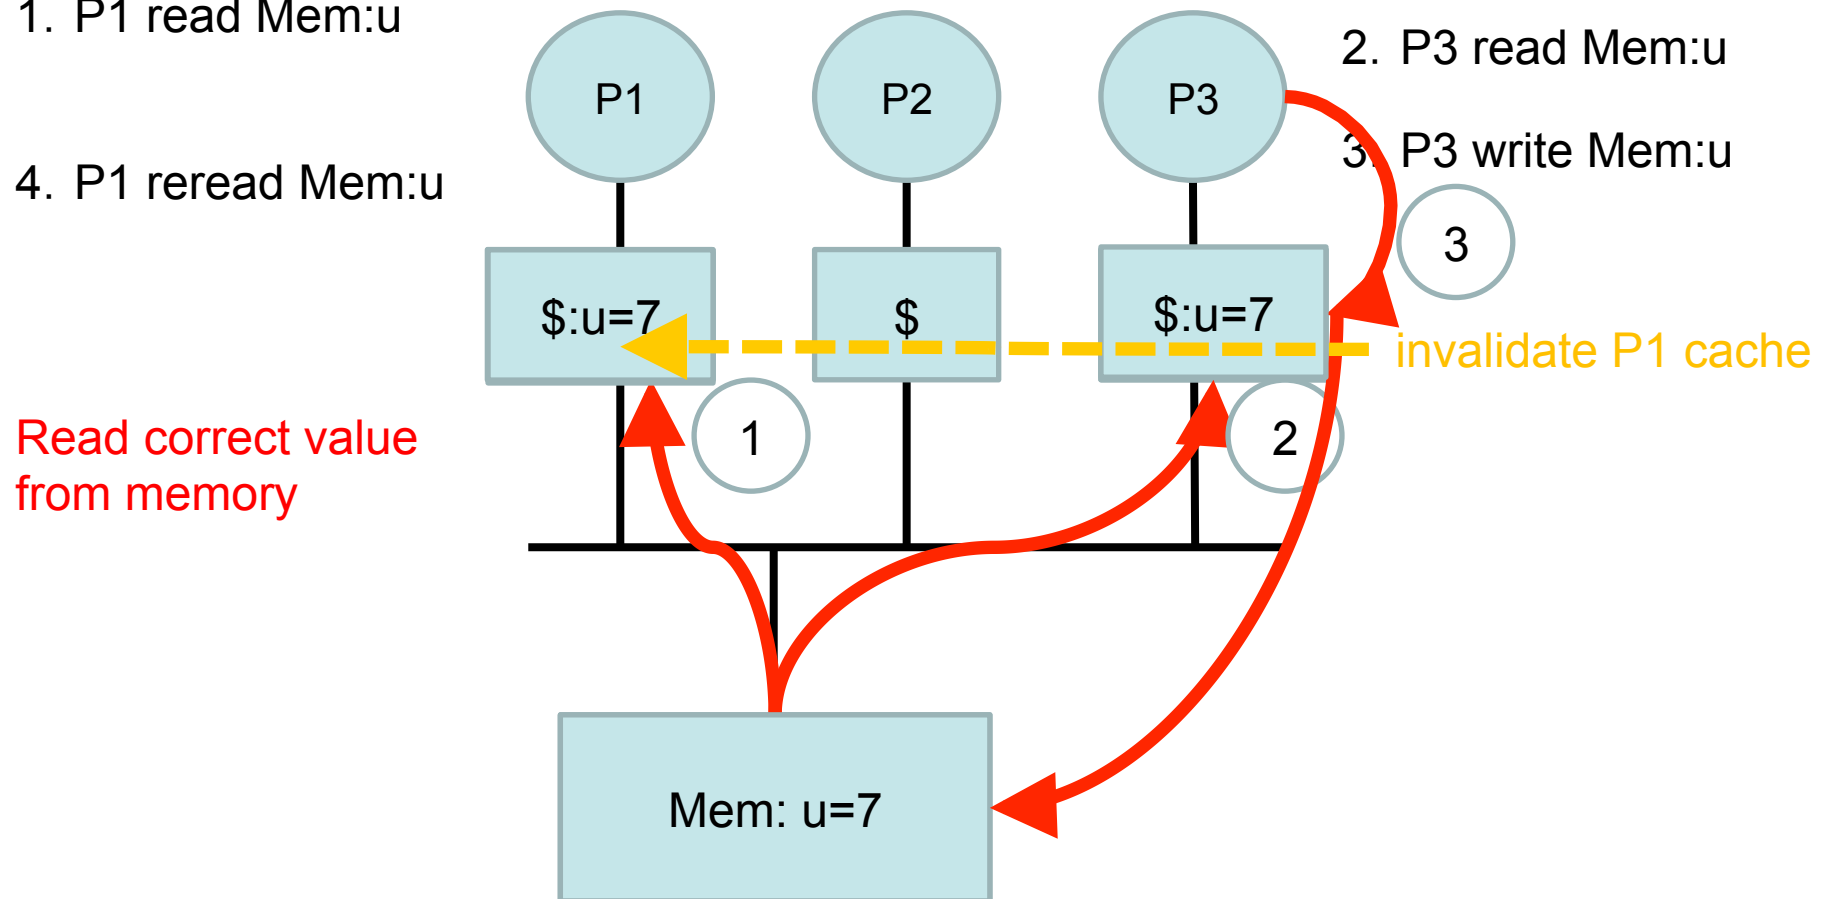 1. P1 read Mem:u
P1
P2
P3
2. P3 read Mem:u
3. P3 write Mem:u
4. P1 reread Mem:u
3
$:u=7
$
$:u=7
invalidate P1 cache
1
2
Read correct value
from memory
Mem: u=7